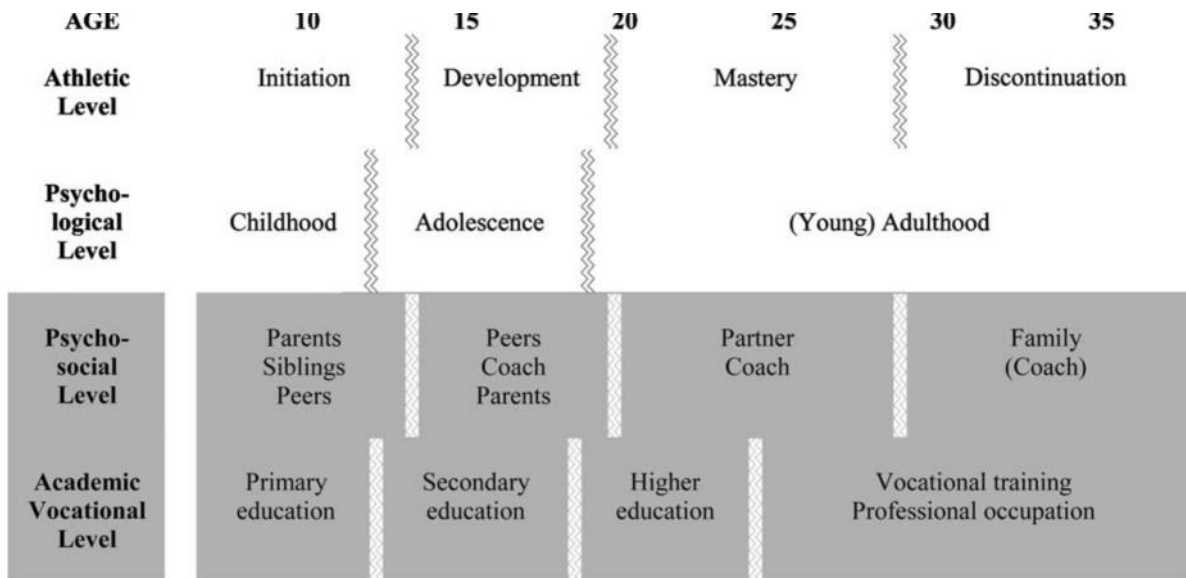 AGE 10 15 20 25 30 35
Athletic
Level
Initiation
Development
Mastery
Discontinuation
Psycho-
logical
Level
Childhood
Adolescence
(Young) Adulthood
Psycho-
social
Level
Parents
Siblings
Peers
Peers
Coach
Parents
Partner
Coach
Family
(Coach)
Academic
Vocational
Level
Primary
education
Secondary
education
Higher
education
Vocational training
Professional occupation